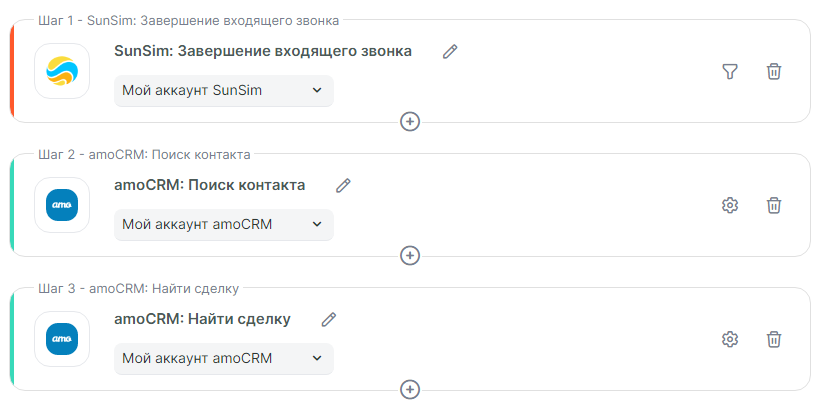 Шаг 1 - SunSim: Завершение входящего звонка
SunSim: Завершение входящего звонка
Мой аккаунт SunSim
Шаг 2 - amoCRM: Поиск контакта
amo.
amoCRM: Поиск контакта
Мой аккаунт amoCRM
Шаг 3 - amoCRM: Найти сделку
amo.
amoCRM: Найти сделку
Мой аккаунт amoCRM